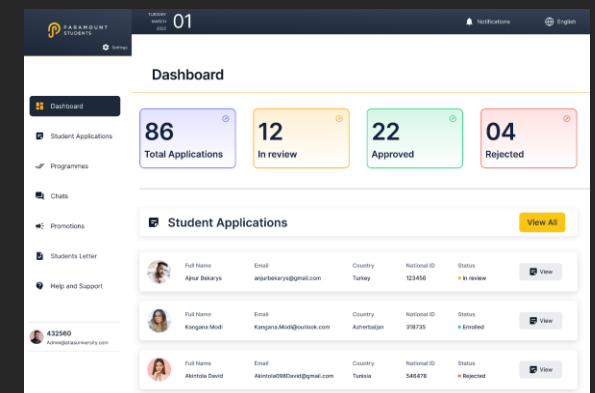 PARAMOUNT
STUDENTS
Settings
TUESDAY
MARCH
2022
01
Notifications
English
Dashboard
Dashboard
Student Applications
Programmes
Chats
Promotions
Students Letter
Help and Support
432560
Admin@atlasuniversity.com
86
Total Applications
12
In review
22
Approved
04
Rejected
Student Applications
View All
Full Name Email Country National ID Status
Ajnur Bekarys anjurbekarys@gmail.com Turkey 123456 In review
View
Full Name Email Country National ID Status
Kangana Modi Kangana.Modi@outlook.com Azherbaijan 318735 Enrolled
View
Full Name Email Country National ID Status
Akintola David Akintola098David@gmail.com Tunisia 546478 Rejected
View